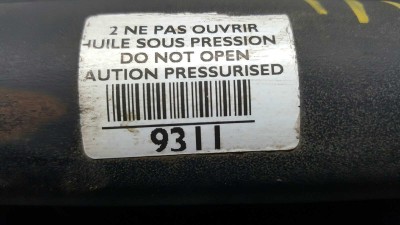 2 NE PAS OUVRIR
HUILE SOUS PRESSION
DO NOT OPEN
AUTION PRESSURISED
9311